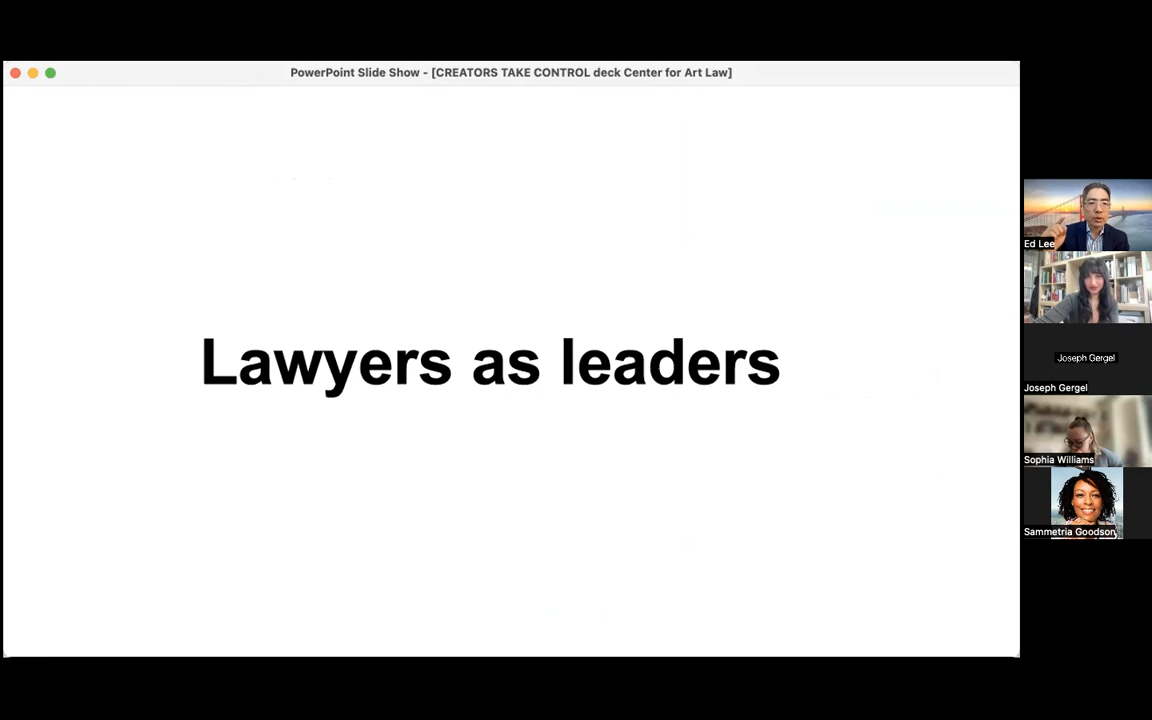 PowerPoint Slide Show - [CREATORS TAKE CONTROL deck Center for Art Law]
Lawyers as leaders
Ed Lee
Joseph Gergel
Joseph Gergel
Sophia Williams
Sammetria Goodson